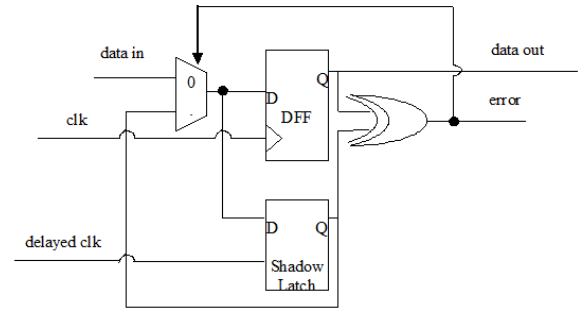 data in
data out
0
Q
D
DFF
error
clk
D
Q
delayed clk
Shadow
Latch